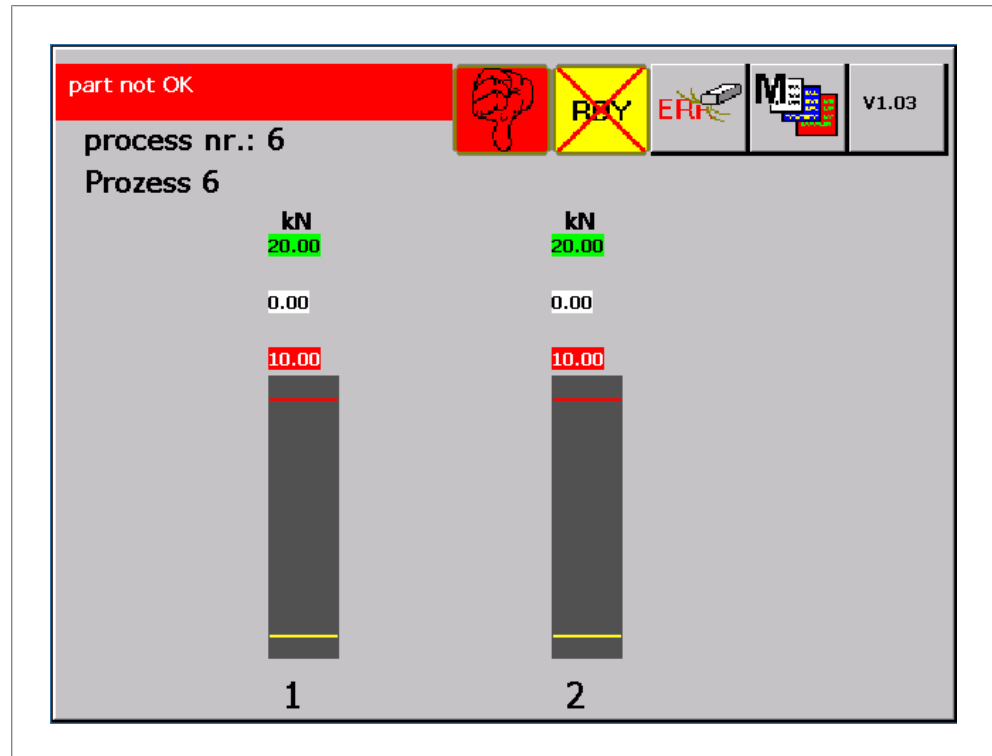 part not OK
RDY
ERR
M
V1.03
process nr.: 6
Prozess 6
kN kN
20.00 20.00
0.00 0.00
10.00 10.00
1 2